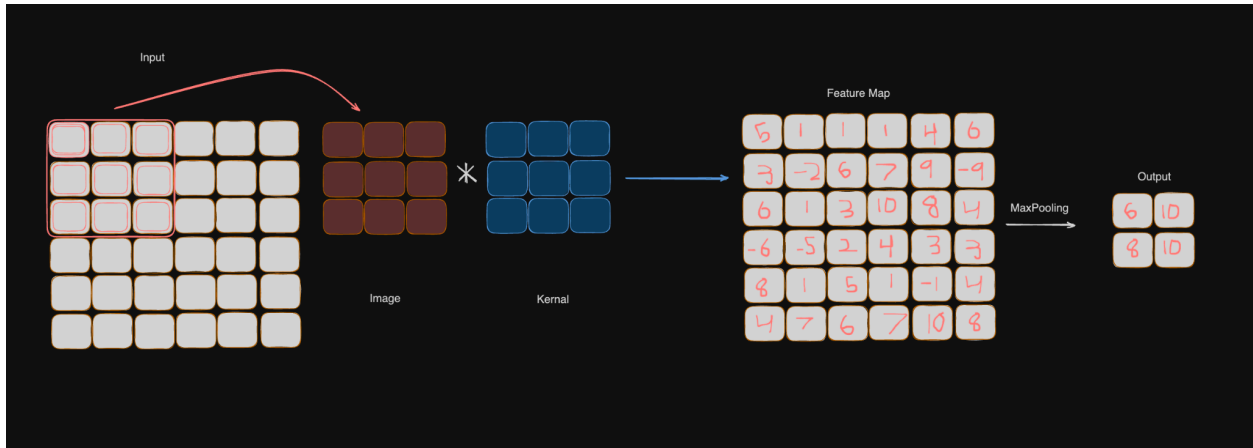 Input
Image
*
Kernal
Feature Map
5 1 1 1 4 6
3 -2 6 7 9 -9
6 1 3 10 8 4
-6 -5 2 4 3 3
8 1 5 1 -1 4
4 7 6 7 10 8
MaxPooling
Output
6 10
8 10